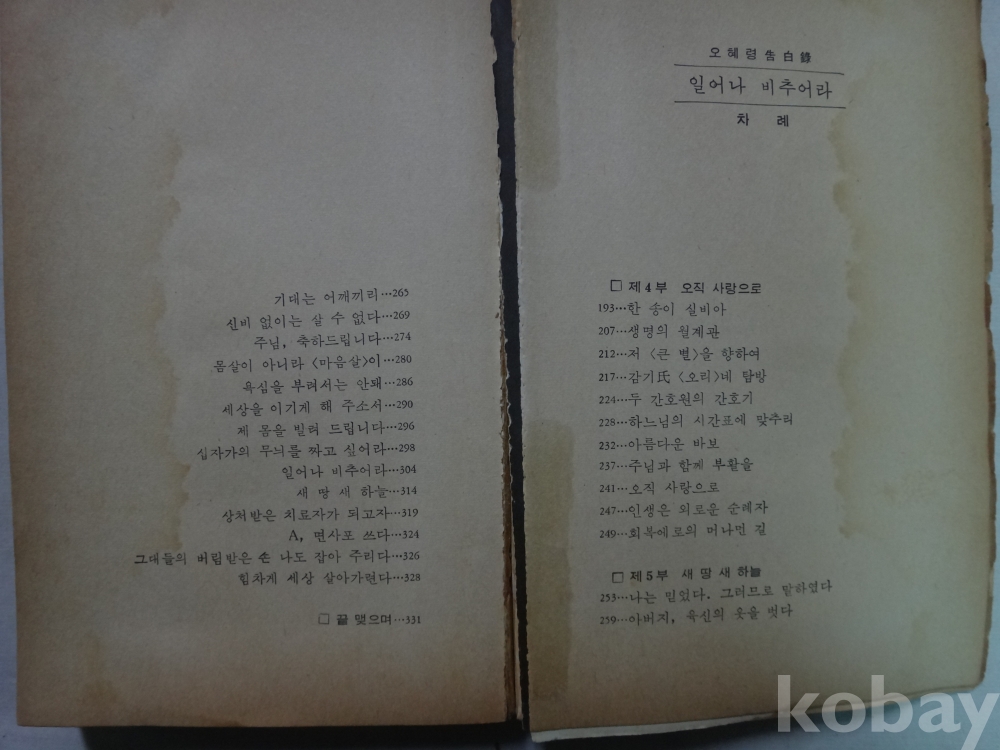 오혜령告白錄
일어나 비추어라
차 례
□ 제4부 오직 사랑으로
193…한 송이 실비아
207…생명의 월계관
212…저 〈큰 별〉을 향하여
217…감기氏 〈오리〉네 탐방
224…두 간호원의 간호기
228…하느님의 시간표에 맞추리
232…아름다운 바보
237…주님과 함께 부활을
241…오직 사랑으로
247…인생은 외로운 순례자
249…회복에로의 머나먼 길
□ 제5부 새 땅 새 하늘
253…나는 믿었다. 그러므로 말하였다
259…아버지, 육신의 옷을 벗다
기대는 어깨끼리…265
신비 없이는 살 수 없다…269
주님, 축하드립니다…274
몸살이 아니라 〈마음살〉이…280
욕심을 부려서는 안돼…286
세상을 이기게 해 주소서…290
제 몸을 빌려 드립니다…296
십자가의 무늬를 짜고 싶어라…298
일어나 비추어라…304
새 땅 새 하늘…314
상처받은 치료자가 되고자…319
A, 면사포 쓰다…324
그대들의 버림받은 손 나도 잡아 주리다…326
힘차게 세상 살아가련다…328
□ 끝 맺으며…331
kobay